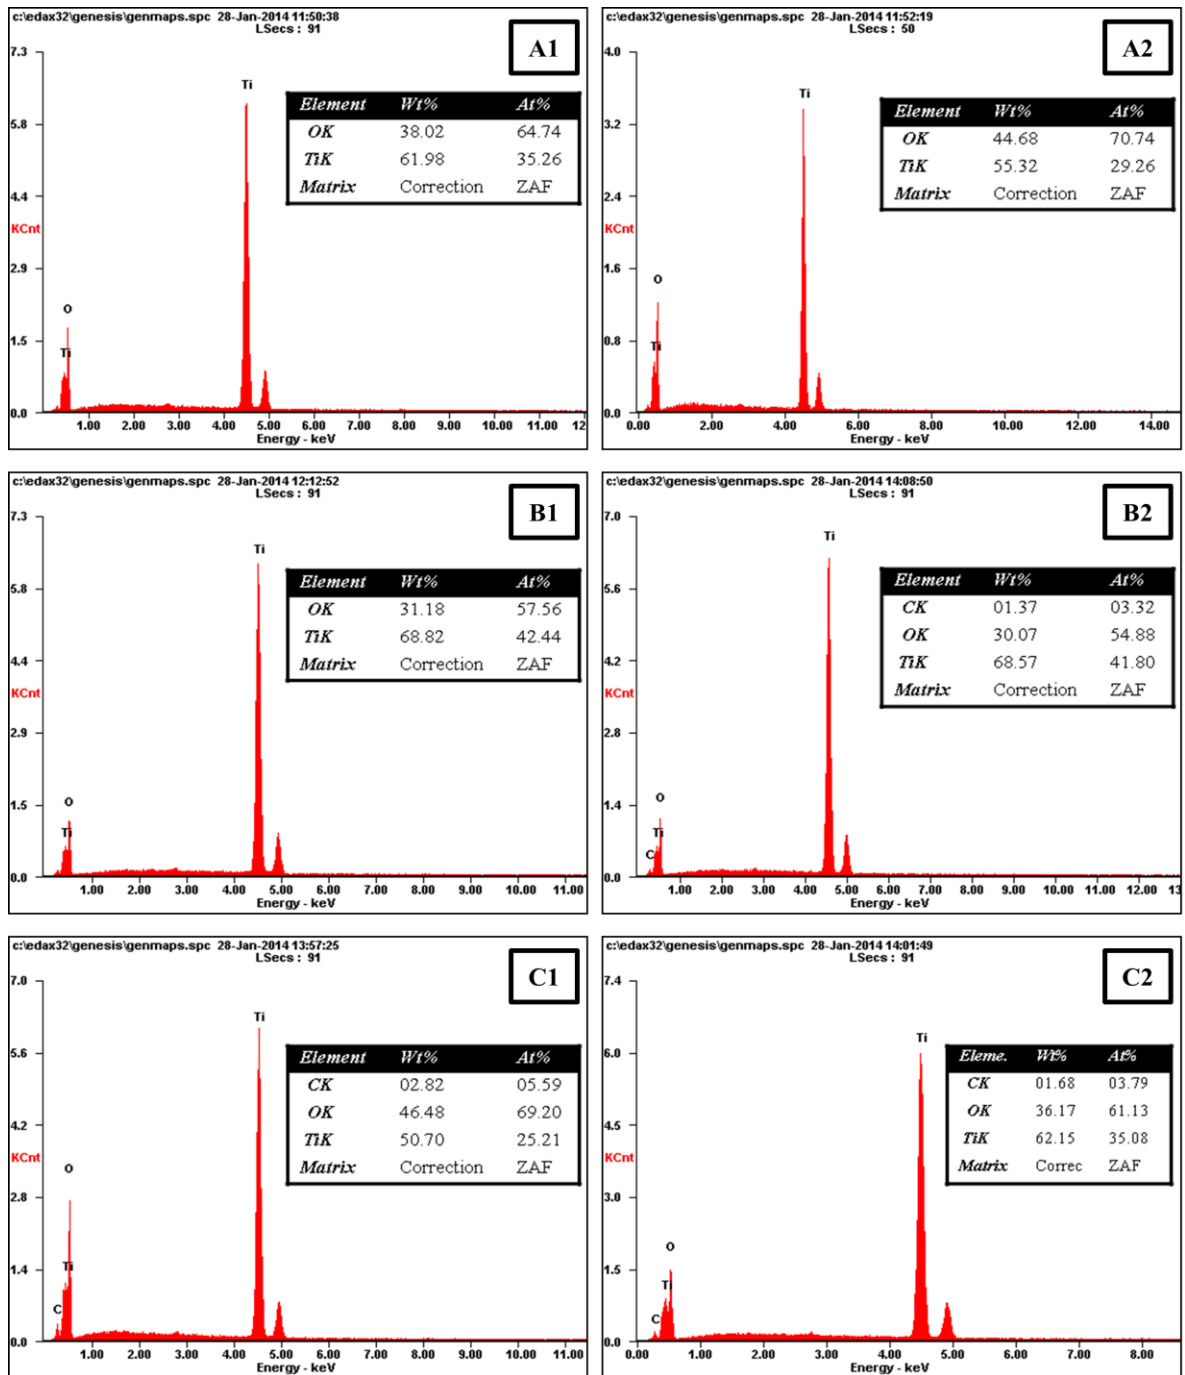 c:\edax32\genesis\genmaps.spc 28-Jan-2014 11:50:38
LSecs : 91
A1
7.3
5.8
4.4
KCnt
2.9
1.5
0.0
Ti
O
Ti
Element Wt% At%
OK 38.02 64.74
TiK 61.98 35.26
Matrix Correction ZAF
1.00 2.00 3.00 4.00 5.00 6.00 7.00 8.00 9.00 10.00 11.00 12
Energy - keV
c:\edax32\genesis\genmaps.spc 28-Jan-2014 11:52:19
LSecs : 50
A2
4.0
3.2
2.4
KCnt
1.6
0.8
0.0
Ti
O
Ti
Element Wt% At%
OK 44.68 70.74
TiK 55.32 29.26
Matrix Correction ZAF
2.00 4.00 6.00 8.00 10.00 12.00 14.00
Energy - keV
c:\edax32\genesis\genmaps.spc 28-Jan-2014 12:12:52
LSecs : 91
B1
7.3
5.8
4.4
KCnt
2.9
1.5
0.0
Ti
O
Ti
Element Wt% At%
OK 31.18 57.56
TiK 68.82 42.44
Matrix Correction ZAF
1.00 2.00 3.00 4.00 5.00 6.00 7.00 8.00 9.00 10.00 11.00
Energy - keV
c:\edax32\genesis\genmaps.spc 28-Jan-2014 14:08:50
LSecs : 91
B2
7.0
5.6
4.2
KCnt
2.8
1.5
0.0
Ti
O
Ti
C
Element Wt% At%
CK 01.37 03.32
OK 30.07 54.88
TiK 68.57 41.80
Matrix Correction ZAF
1.00 2.00 3.00 4.00 5.00 6.00 7.00 8.00 9.00 10.00 11.00 12.00 13
Energy - keV
c:\edax32\genesis\genmaps.spc 28-Jan-2014 13:57:25
LSecs : 91
C1
7.0
5.6
4.2
KCnt
2.8
1.4
0.0
Ti
O
Ti
C
Element Wt% At%
CK 02.82 05.59
OK 46.48 69.20
TiK 50.70 25.21
Matrix Correction ZAF
1.00 2.00 3.00 4.00 5.00 6.00 7.00 8.00 9.00 10.00 11.00
Energy - keV
c:\edax32\genesis\genmaps.spc 28-Jan-2014 14:01:49
LSecs : 91
C2
7.4
6.0
4.5
KCnt
3.0
1.5
0.0
Ti
O
Ti
C
Eleme. Wt% At%
CK 01.68 03.79
OK 36.17 61.13
TiK 62.15 35.08
Matrix Correc ZAF
0.00 1.00 2.00 3.00 4.00 5.00 6.00 7.00 8.00
Energy - keV